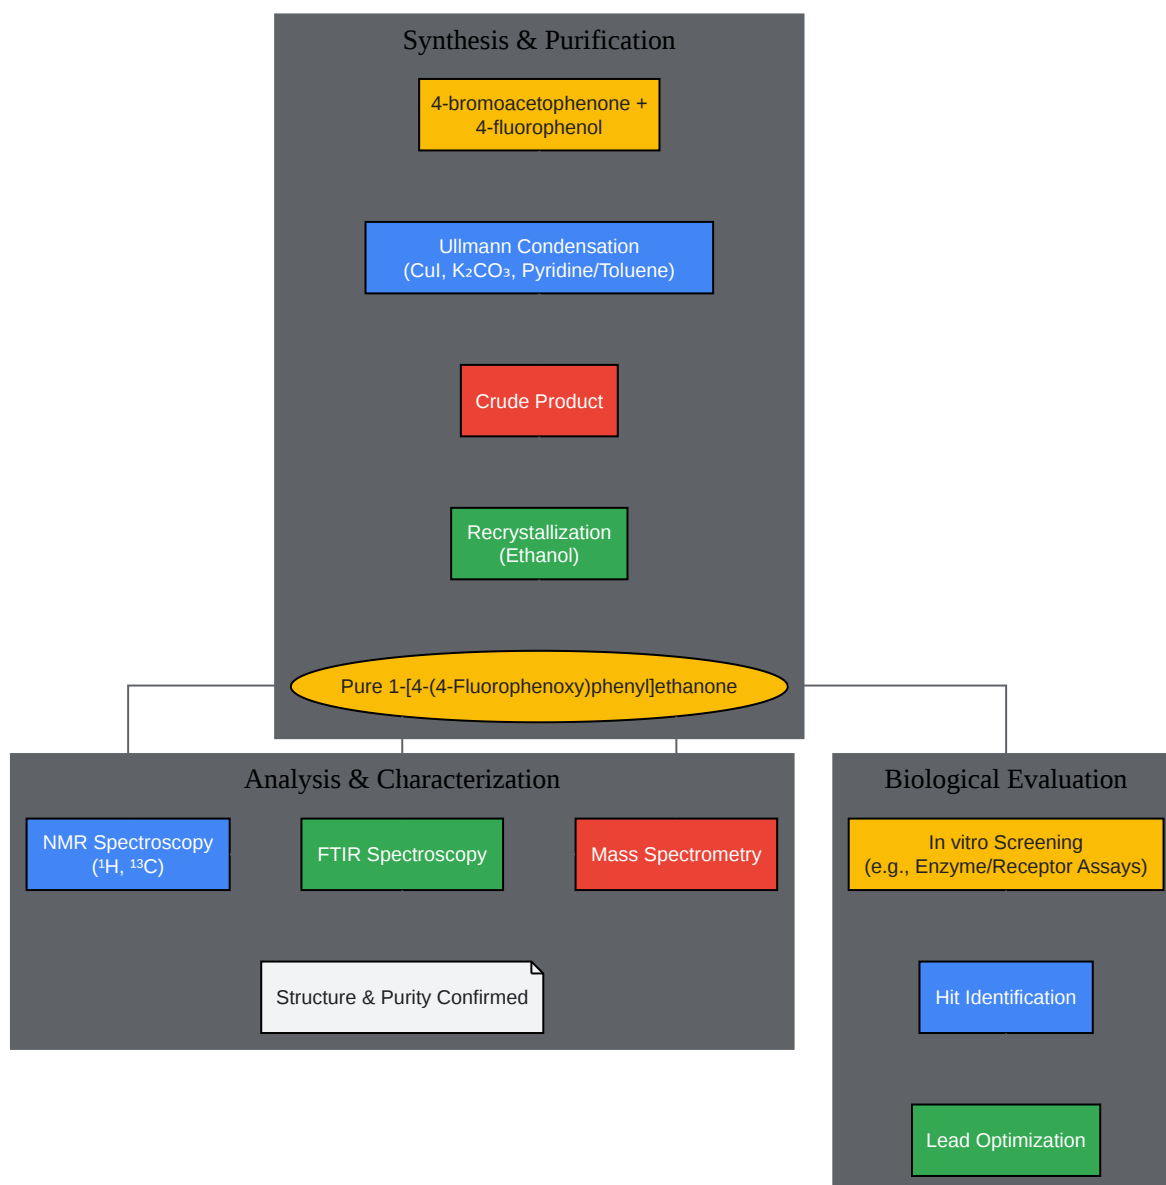 Synthesis & Purification
4-bromoacetophenone +
4-fluorophenol
Ullmann Condensation
(CuI, K₂CO₃, Pyridine/Toluene)
Crude Product
Recrystallization
(Ethanol)
Pure 1-[4-(4-Fluorophenoxy)phenyl]ethanone
Analysis & Characterization
NMR Spectroscopy
(¹H, ¹³C)
FTIR Spectroscopy
Mass Spectrometry
Structure & Purity Confirmed
Biological Evaluation
In vitro Screening
(e.g., Enzyme/Receptor Assays)
Hit Identification
Lead Optimization